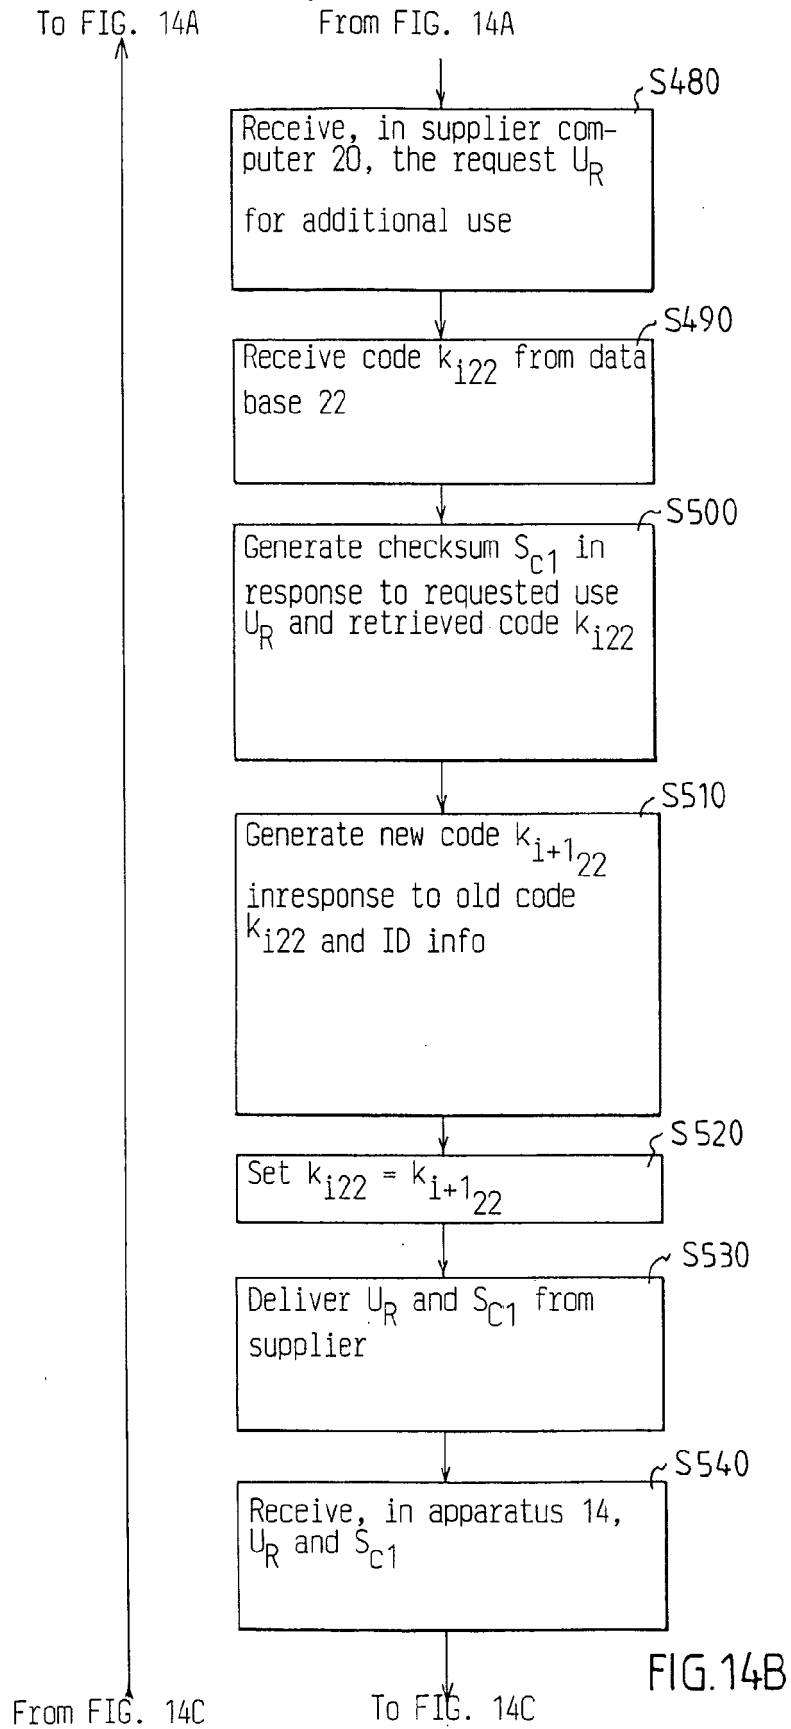 To FIG. 14A
From FIG. 14A
S480
Receive, in supplier com-
puter 20, the request U_R
for additional use
S490
Receive code k_i22 from data
base 22
S500
Generate checksum S_c1 in
response to requested use
U_R and retrieved code k_i22
S510
Generate new code k_i+1_22
inresponse to old code
k_i22 and ID info
S520
Set k_i22 = k_i+1_22
S530
Deliver U_R and S_C1 from
supplier
S540
Receive, in apparatus 14,
U_R and S_c1
FIG.14B
From FIG. 14C
To FIG. 14C